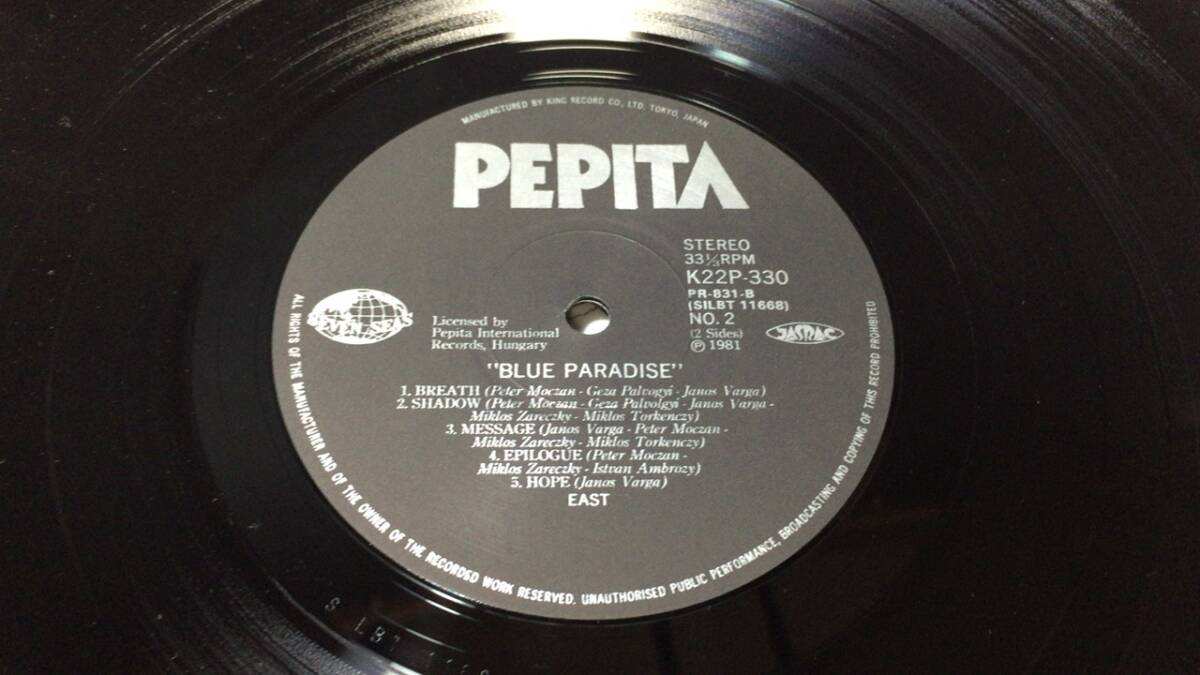 MANUFACTURED BY KING RECORD CO., LTD. TOKYO, JAPAN
PEPITA
STEREO
33⅓RPM
K22P-330
PR-831-B
(SILBT 11668)
NO. 2
(2 Sides)
℗ 1981
SEVEN SEAS
Licensed by
Pepita International
Records, Hungary
JASRAC
"BLUE PARADISE"
1. BREATH (Peter Moczan - Geza Palvogyi - Janos Varga)
2. SHADOW (Peter Moczan - Geza Palvolgyi - Janos Varga -
Miklos Zareczky - Miklos Torkenczy)
3. MESSAGE (Janos Varga - Peter Moczan -
Miklos Zareczky - Miklos Torkenczy)
4. EPILOGUE (Peter Moczan -
Miklos Zareczky - Istvan Ambrozy)
5. HOPE (Janos Varga)
EAST
ALL RIGHTS OF THE MANUFACTURER AND OF THE OWNER OF THE RECORDED WORK RESERVED. UNAUTHORISED PUBLIC PERFORMANCE, BROADCASTING AND COPYING OF THIS RECORD PROHIBITED